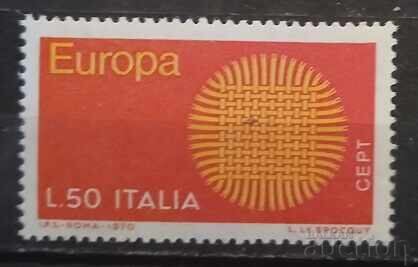 Europa
CEPT
L.50 ITALIA
I.P.S.-ROMA-1970 L. LE BROCQUY